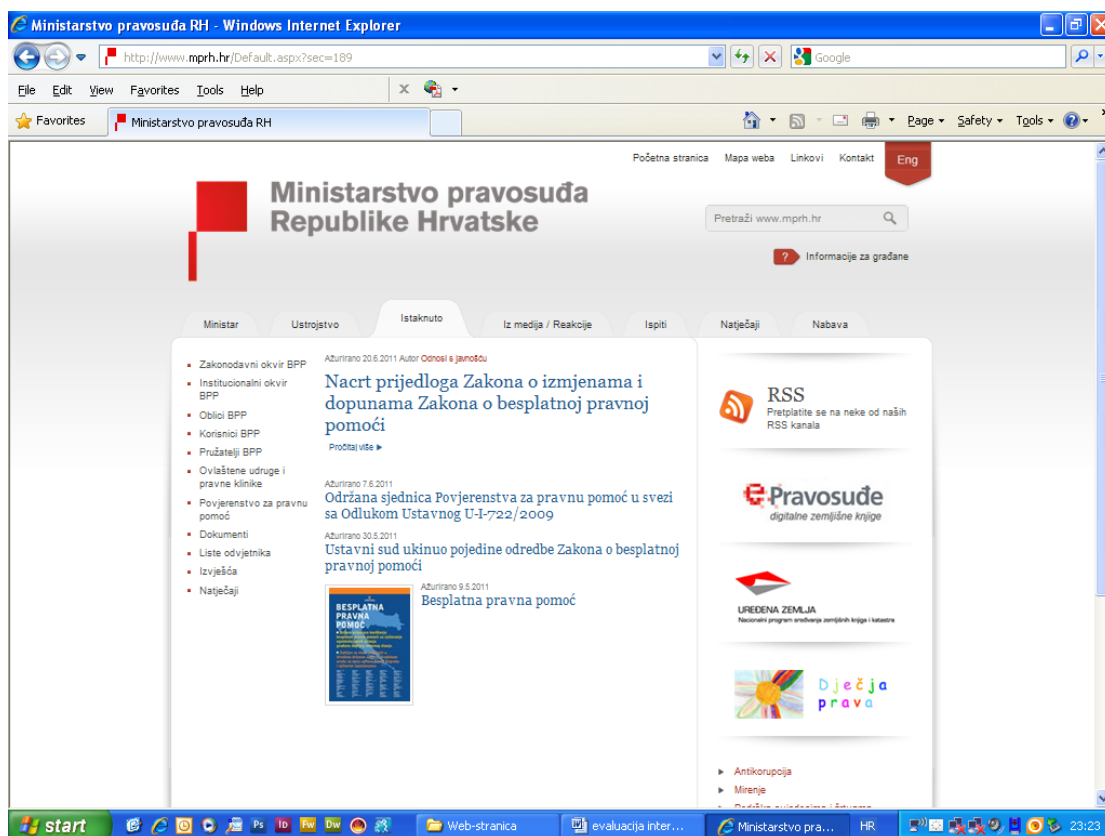 Ministarstvo pravosuđa RH - Windows Internet Explorer
http://www.mprh.hr/Default.aspx?sec=189
Google
File Edit View Favorites Tools Help
Favorites
Ministarstvo pravosuđa RH
Page Safety Tools
Početna stranica Mapa weba Linkovi Kontakt Eng
Ministarstvo pravosuđa
Republike Hrvatske
Pretraži www.mprh.hr
? Informacije za građane
Ministar Ustrojstvo Istaknuto Iz medija / Reakcije Ispiti Natječaji Nabava
Zakonodavni okvir BPP
Institucionalni okvir
BPP
Oblici BPP
Korisnici BPP
Pružatelji BPP
Ovlaštene udruge i
pravne klinike
Povjerenstvo za pravnu
pomoć
Dokumenti
Liste odvjetnika
Izvješća
Natječaji
Ažurirano 20.6.2011 Autor Odnosi s javnošću
Nacrt prijedloga Zakona o izmjenama i
dopunama Zakona o besplatnoj pravnoj
pomoći
Pročitaj više
Ažurirano 7.6.2011
Održana sjednica Povjerenstva za pravnu pomoć u svezi
sa Odlukom Ustavnog U-I-722/2009
Ažurirano 30.5.2011
Ustavni sud ukinuo pojedine odredbe Zakona o besplatnoj
pravnoj pomoći
BESPLATNA
PRAVNA
POMOĆ
Ažurirano 9.5.2011
Besplatna pravna pomoć
RSS
Pretplatite se na neke od naših
RSS kanala
e-Pravosuđe
digitalne zemljišne knjige
UREĐENA ZEMLJA
Nacionalni program sređivanja zemljišnih knjiga i katastra
Dječja
prava
Antikorupcija
Mirenje
start
Web-stranica
evaluacija inter...
Ministarstvo pra...
HR
23:23